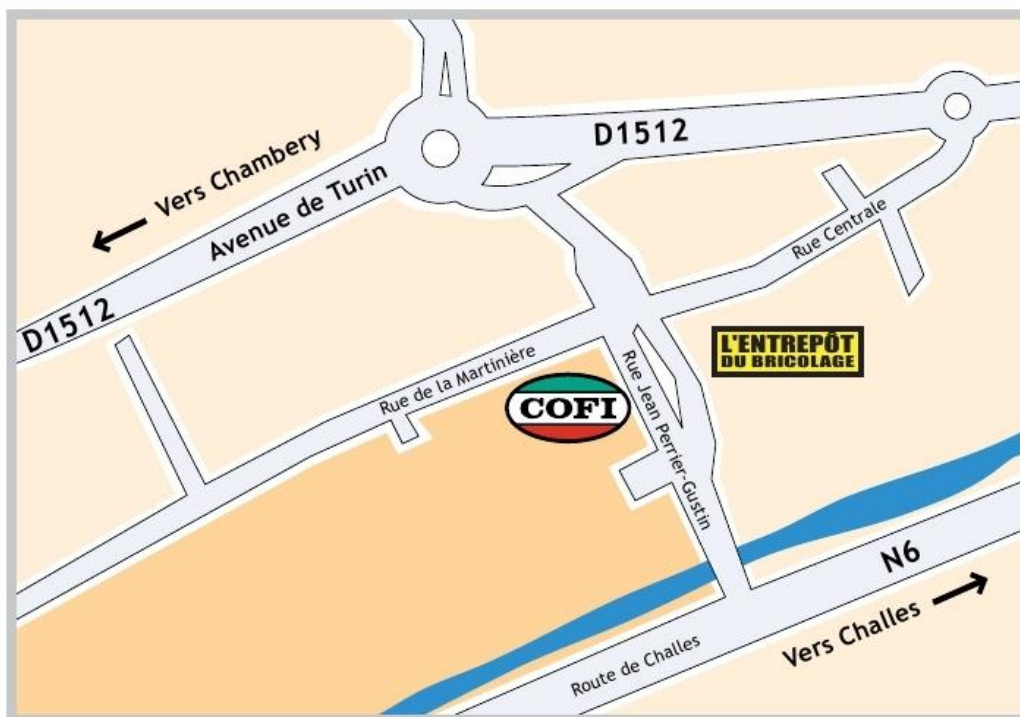 D1512
Vers Chambery
Avenue de Turin
Rue Centrale
D1512
L'ENTREPÔT
DU BRICOLAGE
Rue de la Martinière
Rue Jean Perrier-Gustin
COFI
N6
Vers Challes
Route de Challes